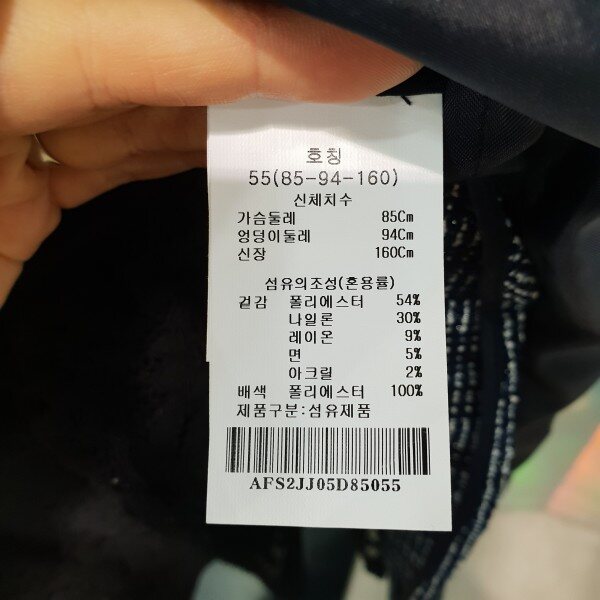 호칭
55(85-94-160)
신체치수
가슴둘레 85Cm
엉덩이둘레 94Cm
신장 160Cm
섬유의조성(혼용률)
겉감 폴리에스터 54%
나일론 30%
레이온 9%
면 5%
아크릴 2%
배색 폴리에스터 100%
제품구분:섬유제품
AFS2JJ05D85055